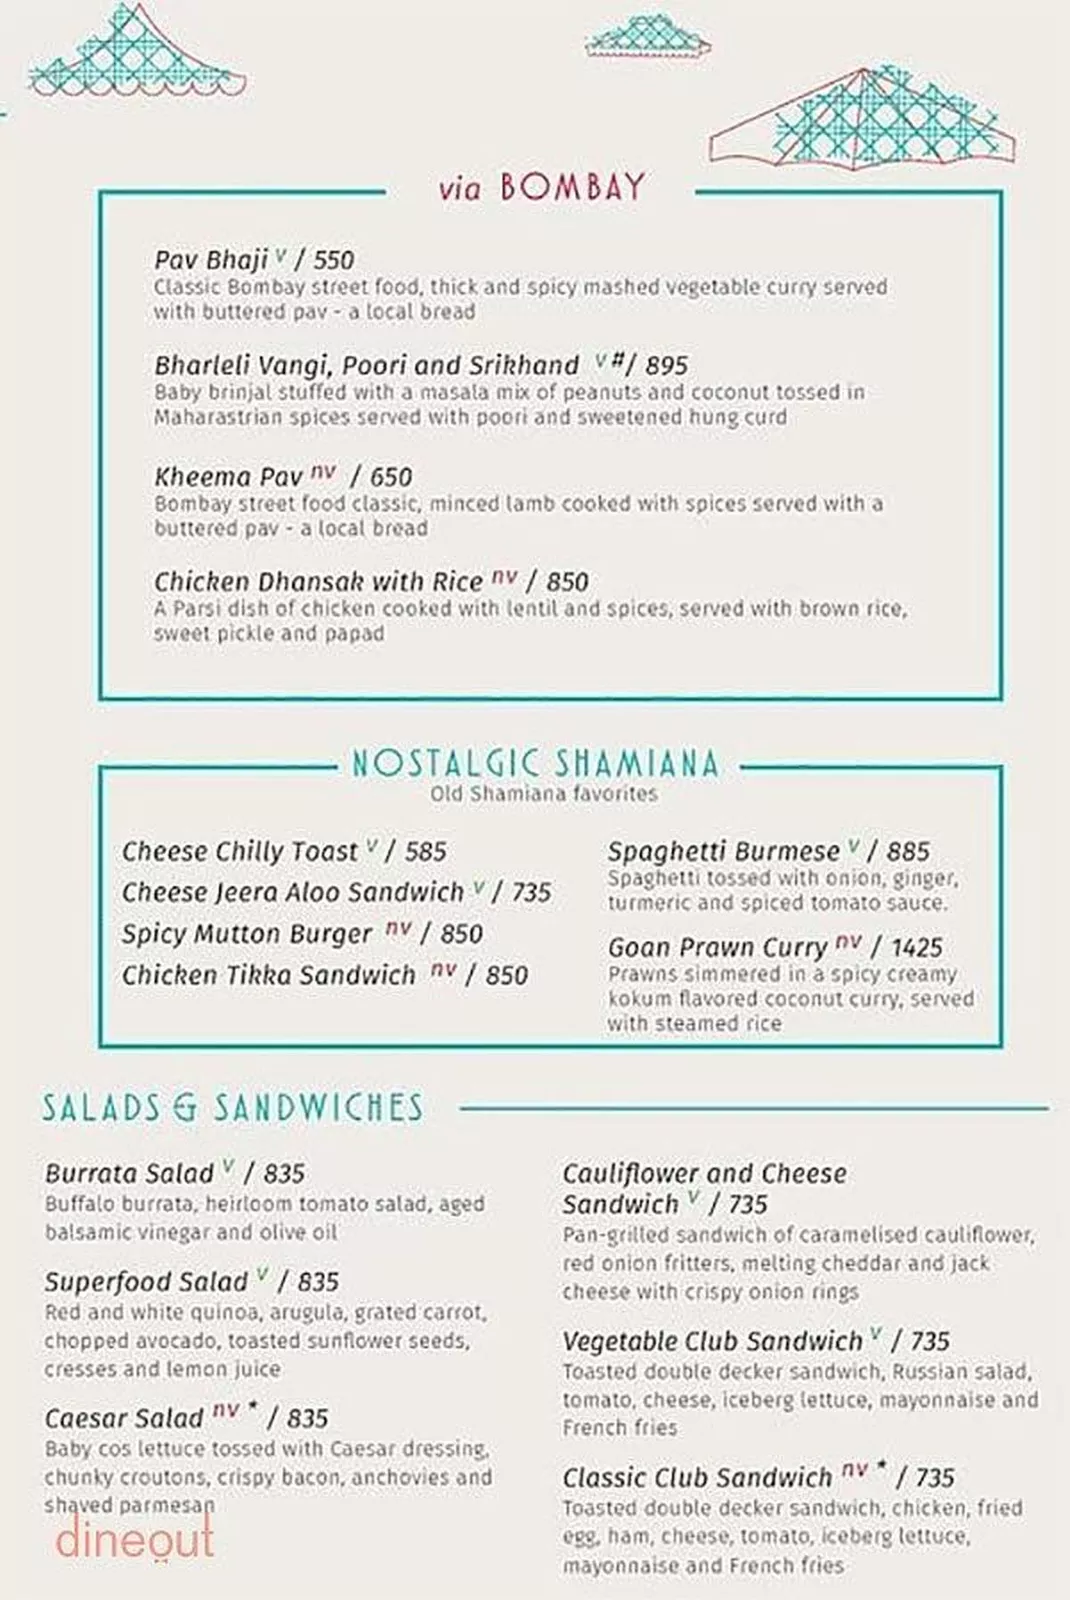 via BOMBAY
Pav Bhaji v / 550
Classic Bombay street food, thick and spicy mashed vegetable curry served
with buttered pav - a local bread
Bharleli Vangi, Poori and Srikhand v #/ 895
Baby brinjal stuffed with a masala mix of peanuts and coconut tossed in
Maharastrian spices served with poori and sweetened hung curd
Kheema Pav nv / 650
Bombay street food classic, minced lamb cooked with spices served with a
buttered pav - a local bread
Chicken Dhansak with Rice nv / 850
A Parsi dish of chicken cooked with lentil and spices, served with brown rice,
sweet pickle and papad
NOSTALGIC SHAMIANA
Old Shamiana favorites
Cheese Chilly Toast v / 585
Cheese Jeera Aloo Sandwich v / 735
Spicy Mutton Burger nv / 850
Chicken Tikka Sandwich nv / 850
Spaghetti Burmese v / 885
Spaghetti tossed with onion, ginger,
turmeric and spiced tomato sauce.
Goan Prawn Curry nv / 1425
Prawns simmered in a spicy creamy
kokum flavored coconut curry, served
with steamed rice
SALADS & SANDWICHES
Burrata Salad v / 835
Buffalo burrata, heirloom tomato salad, aged
balsamic vinegar and olive oil
Superfood Salad v / 835
Red and white quinoa, arugula, grated carrot,
chopped avocado, toasted sunflower seeds,
cresses and lemon juice
Caesar Salad nv * / 835
Baby cos lettuce tossed with Caesar dressing,
chunky croutons, crispy bacon, anchovies and
shaved parmesan
dineout
Cauliflower and Cheese
Sandwich v / 735
Pan-grilled sandwich of caramelised cauliflower,
red onion fritters, melting cheddar and jack
cheese with crispy onion rings
Vegetable Club Sandwich v / 735
Toasted double decker sandwich, Russian salad,
tomato, cheese, iceberg lettuce, mayonnaise and
French fries
Classic Club Sandwich nv * / 735
Toasted double decker sandwich, chicken, fried
egg, ham, cheese, tomato, iceberg lettuce,
mayonnaise and French fries